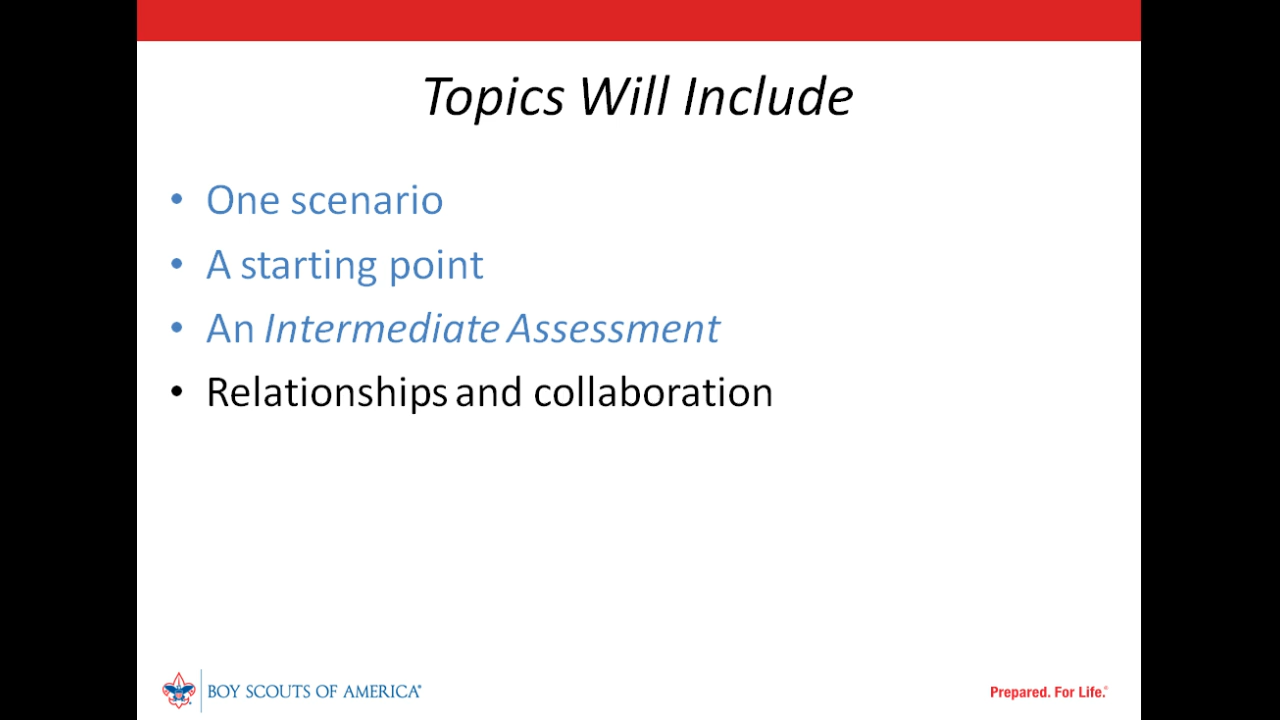 Topics Will Include
• One scenario
• A starting point
• An Intermediate Assessment
• Relationships and collaboration
BOY SCOUTS OF AMERICA®
Prepared. For Life.®